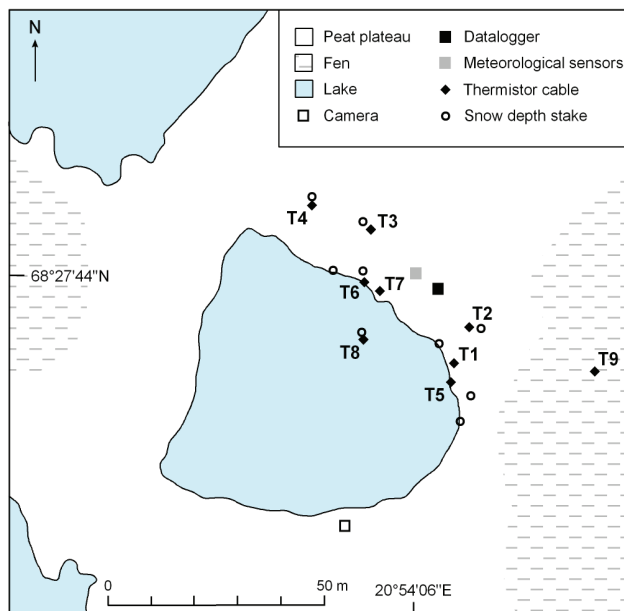 N
Peat plateau
Datalogger
Fen
Meteorological sensors
Lake
Thermistor cable
Camera
Snow depth stake
T4
T3
68°27'44"N
T6
T7
T2
T8
T1
T9
T5
0
50 m
20°54'06"E